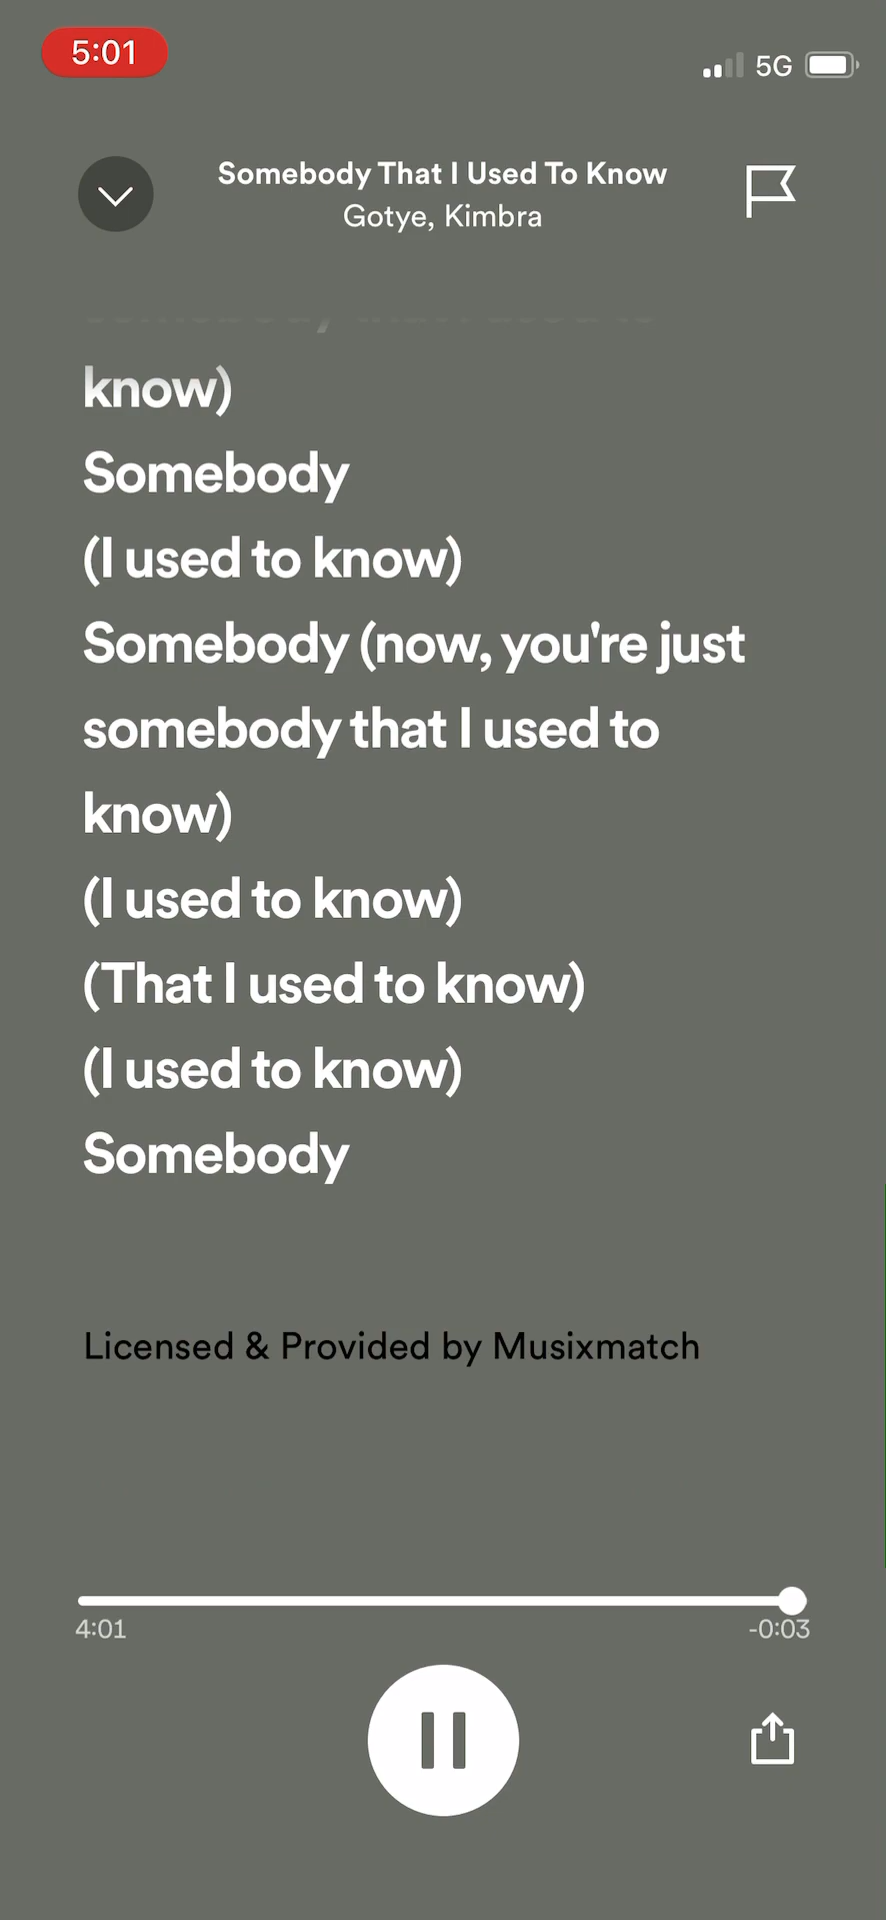 5:01
5G
Somebody That I Used To Know
Gotye, Kimbra
know)
Somebody
(I used to know)
Somebody (now, you're just
somebody that I used to
know)
(I used to know)
(That I used to know)
(I used to know)
Somebody
Licensed & Provided by Musixmatch
4:01
-0:03